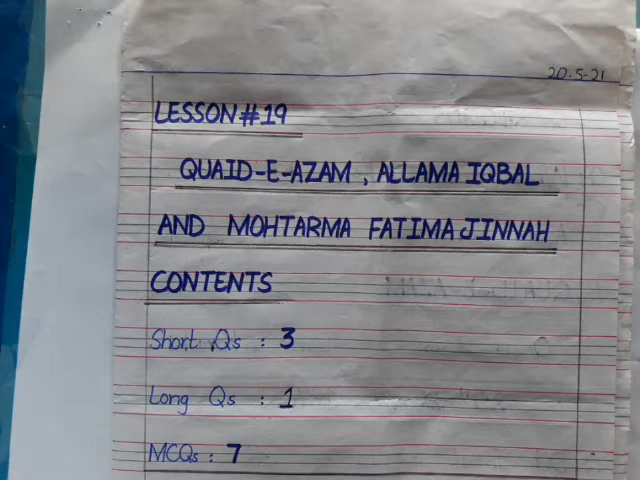 20-5-21
LESSON#19
QUAID-E-AZAM, ALLAMA IQBAL
AND MOHTARMA FATIMA JINNAH
CONTENTS
Short Qs : 3
Long Qs : 1
MCQs : 7